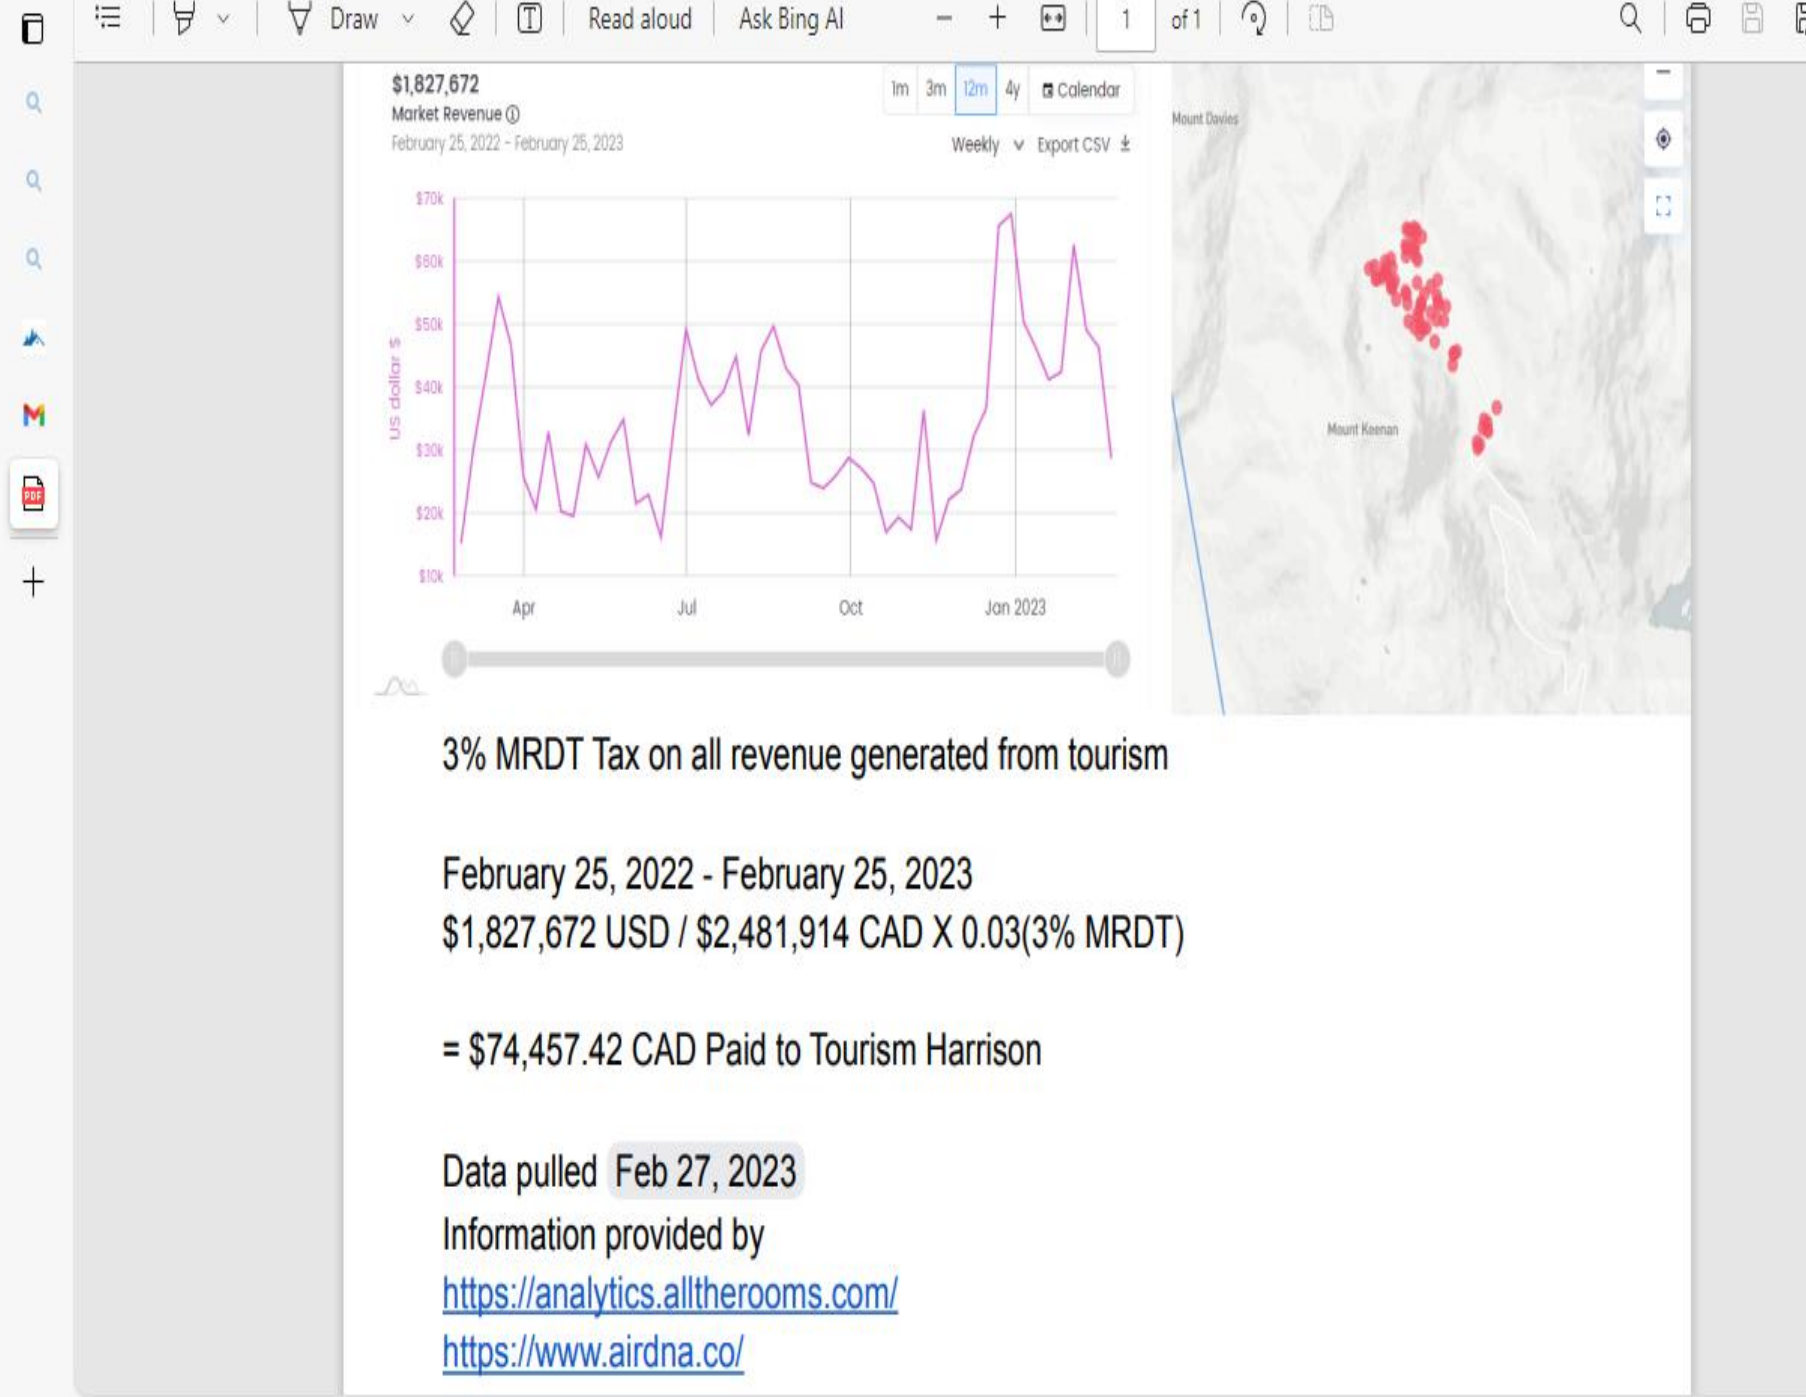 Draw
Read aloud
Ask Bing AI
1
of 1
$1,827,672
Market Revenue
February 25, 2022 - February 25, 2023
1m 3m 12m 4y Calendar
Weekly Export CSV
$70k
$60k
$50k
$40k
$30k
$20k
$10k
US dollar $
Apr
Jul
Oct
Jan 2023
Mount Davies
Mount Keenan
PDF
3% MRDT Tax on all revenue generated from tourism
February 25, 2022 - February 25, 2023
$1,827,672 USD / $2,481,914 CAD X 0.03(3% MRDT)
= $74,457.42 CAD Paid to Tourism Harrison
Data pulled Feb 27, 2023
Information provided by
https://analytics.alltherooms.com/
https://www.airdna.co/